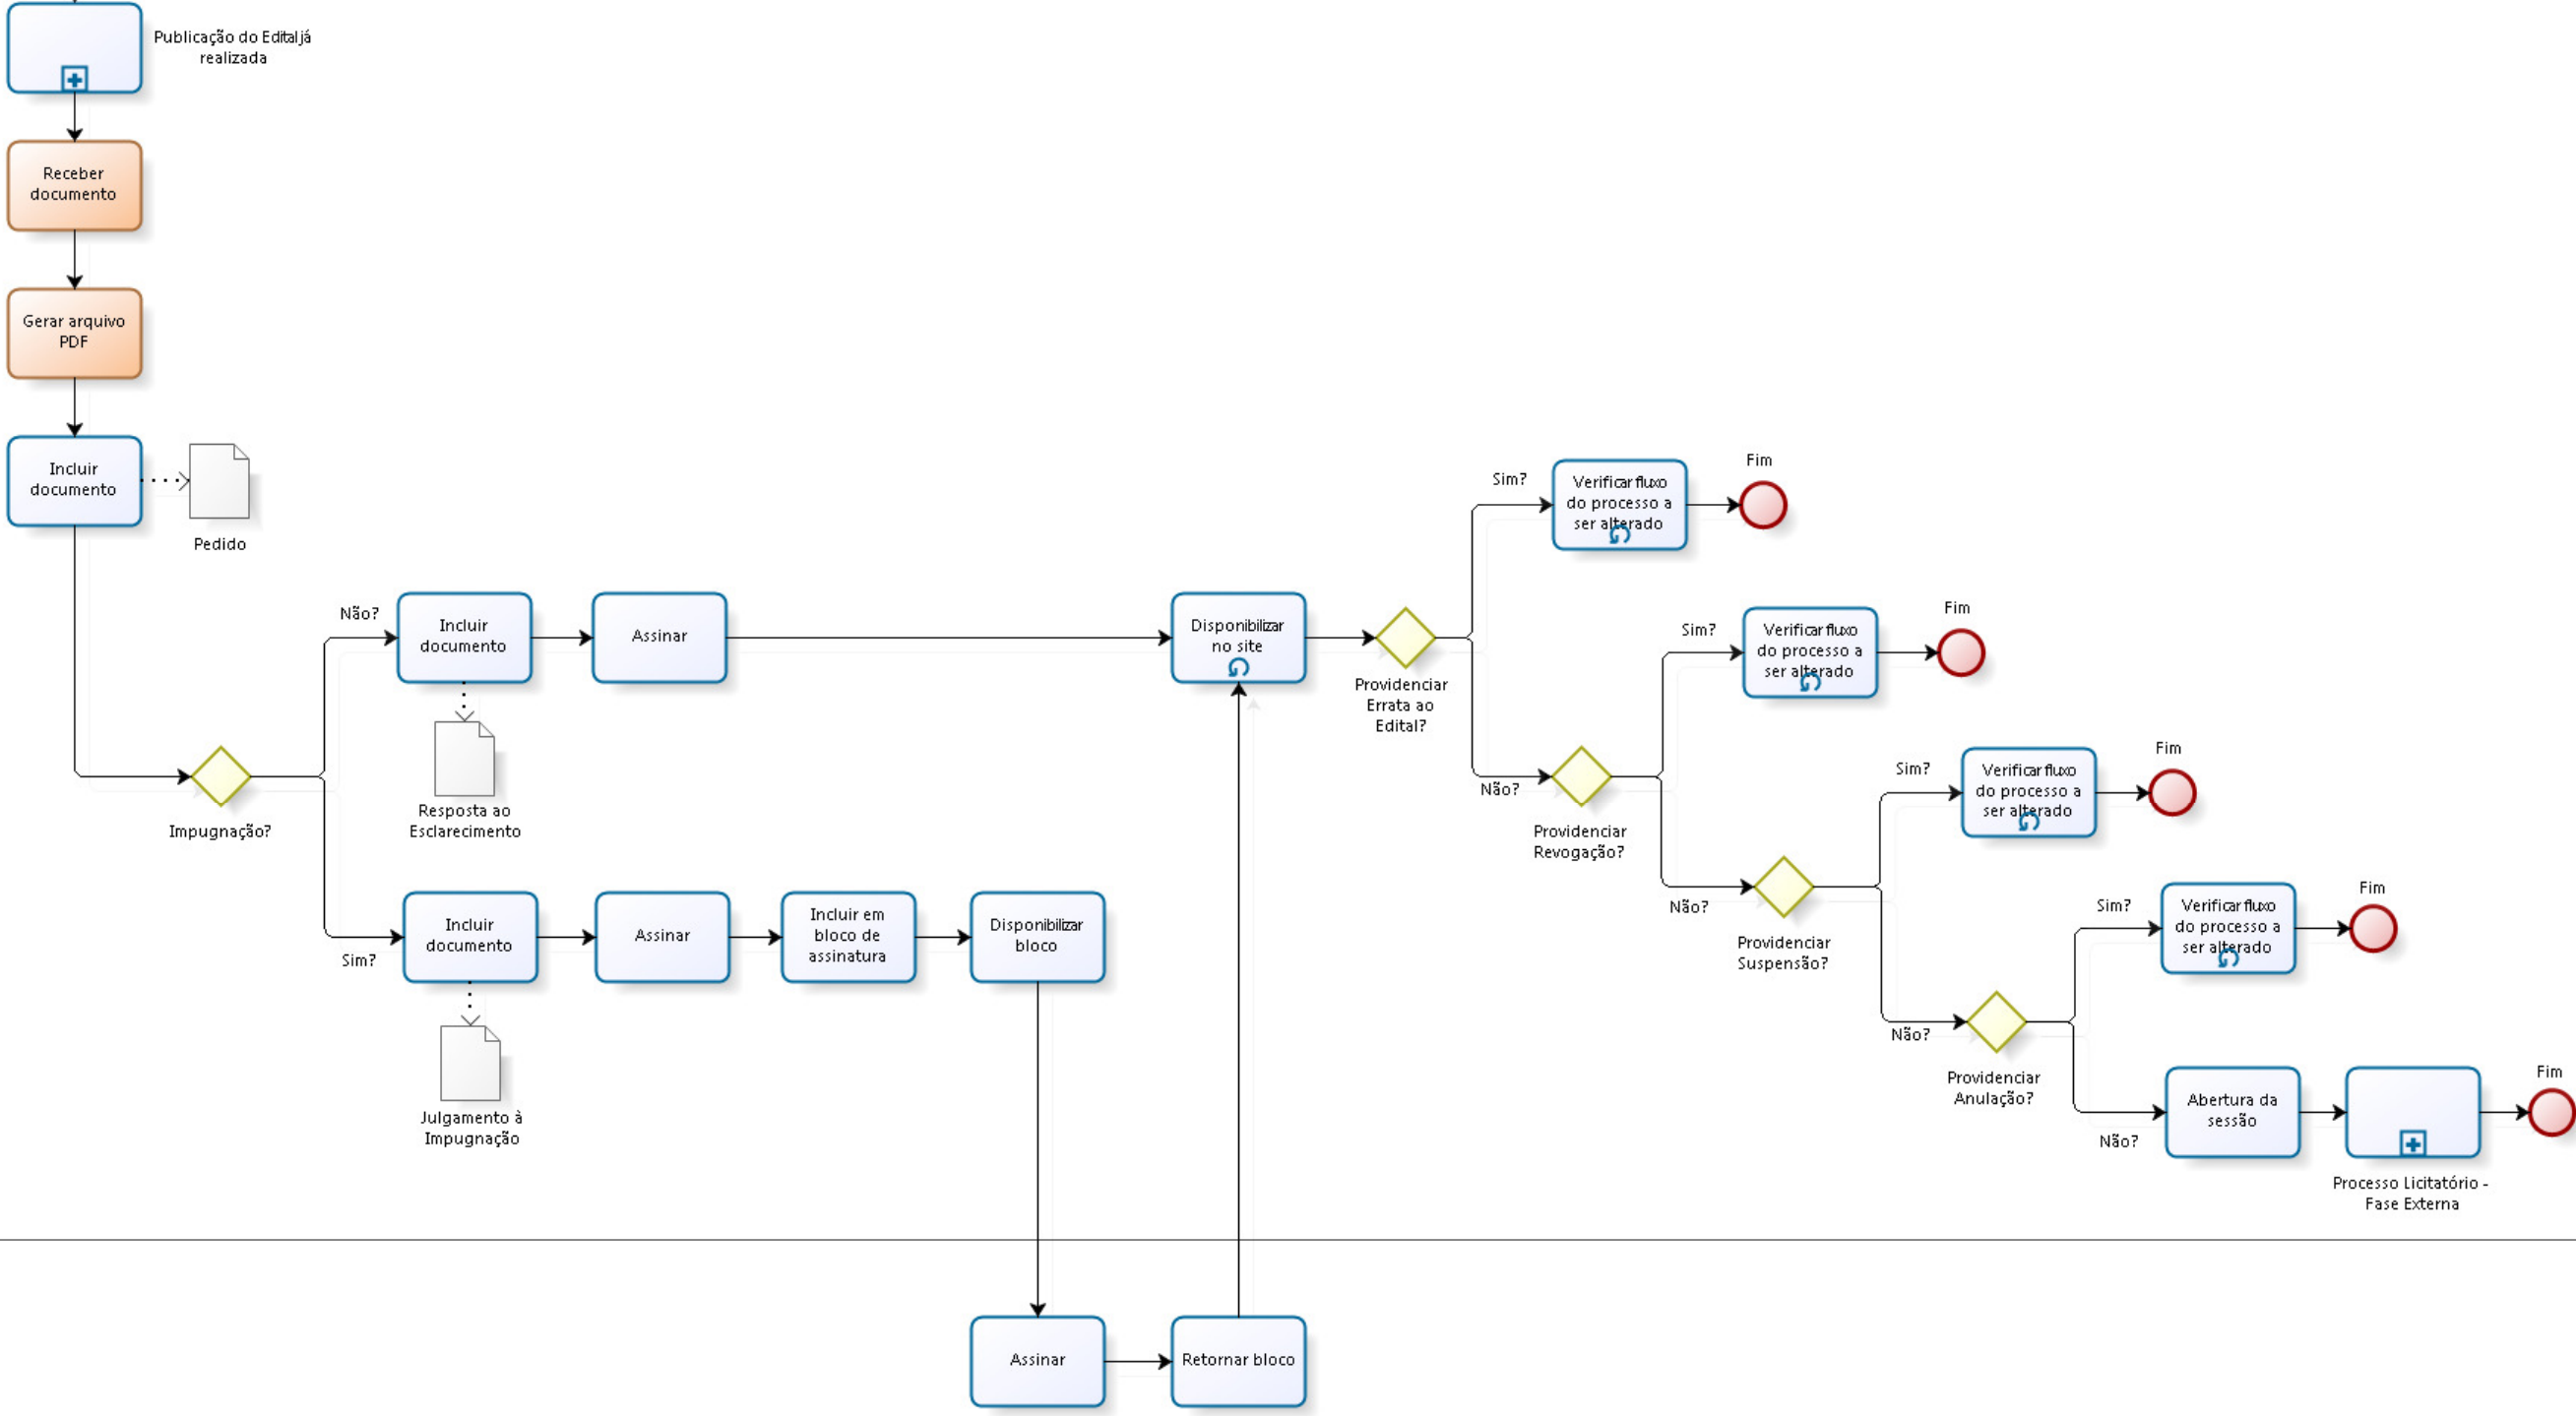 Publicação do Edital já
realizada
Receber
documento
Gerar arquivo
PDF
Incluir
documento
Pedido
Impugnação?
Não?
Incluir
documento
Resposta ao
Esclarecimento
Assinar
Sim?
Incluir
documento
Julgamento à
Impugnação
Assinar
Incluir em
bloco de
assinatura
Disponibilizar
bloco
Assinar
Retornar bloco
Disponibilizar
no site
Providenciar
Errata ao
Edital?
Sim?
Verificar fluxo
do processo a
ser alterado
Fim
Não?
Providenciar
Revogação?
Sim?
Verificar fluxo
do processo a
ser alterado
Fim
Não?
Providenciar
Suspensão?
Sim?
Verificar fluxo
do processo a
ser alterado
Fim
Não?
Providenciar
Anulação?
Sim?
Verificar fluxo
do processo a
ser alterado
Fim
Não?
Abertura da
sessão
Processo Licitatório -
Fase Externa
Fim